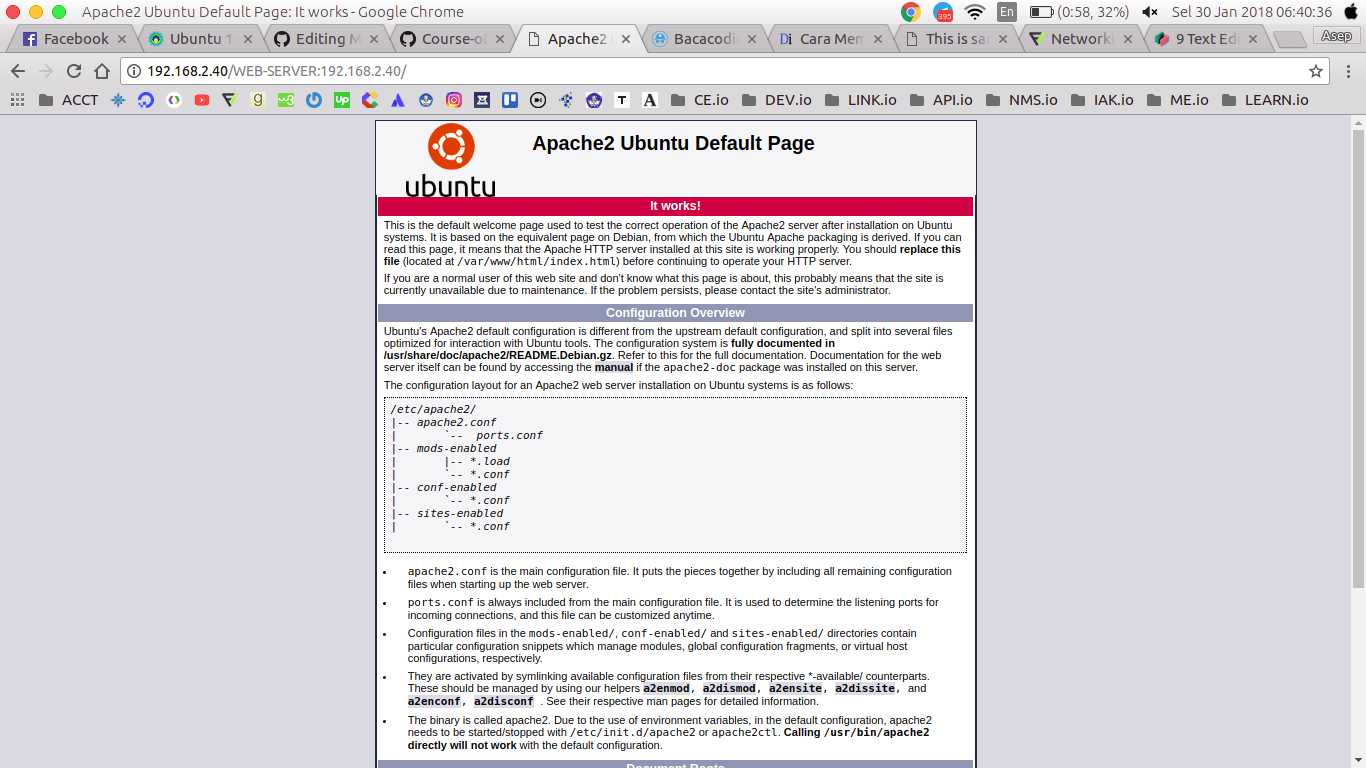 Apache2 Ubuntu Default Page: It works - Google Chrome
395
En
(0:58, 32%)
Sel 30 Jan 2018 06:40:36
Facebook
Ubuntu 1
Editing M
Course-o
Apache2
Bacacodi
Cara Mem
This is sa
Networki
9 Text Ed
Asep
192.168.2.40/WEB-SERVER:192.168.2.40/
ACCT
CE.io
DEV.io
LINK.io
API.io
NMS.io
IAK.io
ME.io
LEARN.io
ubuntu
Apache2 Ubuntu Default Page
It works!
This is the default welcome page used to test the correct operation of the Apache2 server after installation on Ubuntu
systems. It is based on the equivalent page on Debian, from which the Ubuntu Apache packaging is derived. If you can
read this page, it means that the Apache HTTP server installed at this site is working properly. You should replace this
file (located at /var/www/html/index.html) before continuing to operate your HTTP server.
If you are a normal user of this web site and don't know what this page is about, this probably means that the site is
currently unavailable due to maintenance. If the problem persists, please contact the site's administrator.
Configuration Overview
Ubuntu's Apache2 default configuration is different from the upstream default configuration, and split into several files
optimized for interaction with Ubuntu tools. The configuration system is fully documented in
/usr/share/doc/apache2/README.Debian.gz. Refer to this for the full documentation. Documentation for the web
server itself can be found by accessing the manual if the apache2-doc package was installed on this server.
The configuration layout for an Apache2 web server installation on Ubuntu systems is as follows:
/etc/apache2/
|-- apache2.conf
|       `--  ports.conf
|-- mods-enabled
|       |-- *.load
|       `-- *.conf
|-- conf-enabled
|       `-- *.conf
|-- sites-enabled
|       `-- *.conf
• apache2.conf is the main configuration file. It puts the pieces together by including all remaining configuration
files when starting up the web server.
• ports.conf is always included from the main configuration file. It is used to determine the listening ports for
incoming connections, and this file can be customized anytime.
• Configuration files in the mods-enabled/, conf-enabled/ and sites-enabled/ directories contain
particular configuration snippets which manage modules, global configuration fragments, or virtual host
configurations, respectively.
• They are activated by symlinking available configuration files from their respective *-available/ counterparts.
These should be managed by using our helpers a2enmod, a2dismod, a2ensite, a2dissite, and
a2enconf, a2disconf . See their respective man pages for detailed information.
• The binary is called apache2. Due to the use of environment variables, in the default configuration, apache2
needs to be started/stopped with /etc/init.d/apache2 or apache2ctl. Calling /usr/bin/apache2
directly will not work with the default configuration.
Document Roots